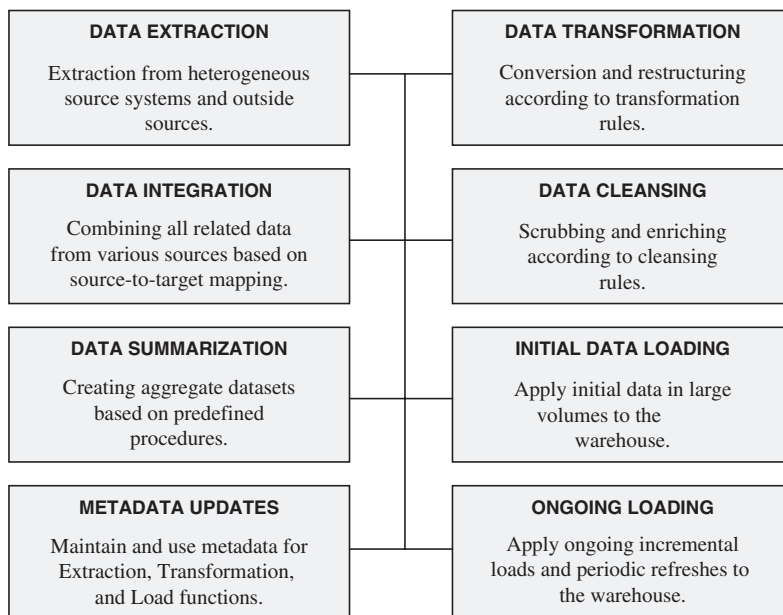 DATA EXTRACTION
Extraction from heterogeneous
source systems and outside
sources.
DATA TRANSFORMATION
Conversion and restructuring
according to transformation
rules.
DATA INTEGRATION
Combining all related data
from various sources based on
source-to-target mapping.
DATA CLEANSING
Scrubbing and enriching
according to cleansing
rules.
DATA SUMMARIZATION
Creating aggregate datasets
based on predefined
procedures.
INITIAL DATA LOADING
Apply initial data in large
volumes to the
warehouse.
METADATA UPDATES
Maintain and use metadata for
Extraction, Transformation,
and Load functions.
ONGOING LOADING
Apply ongoing incremental
loads and periodic refreshes to
the warehouse.